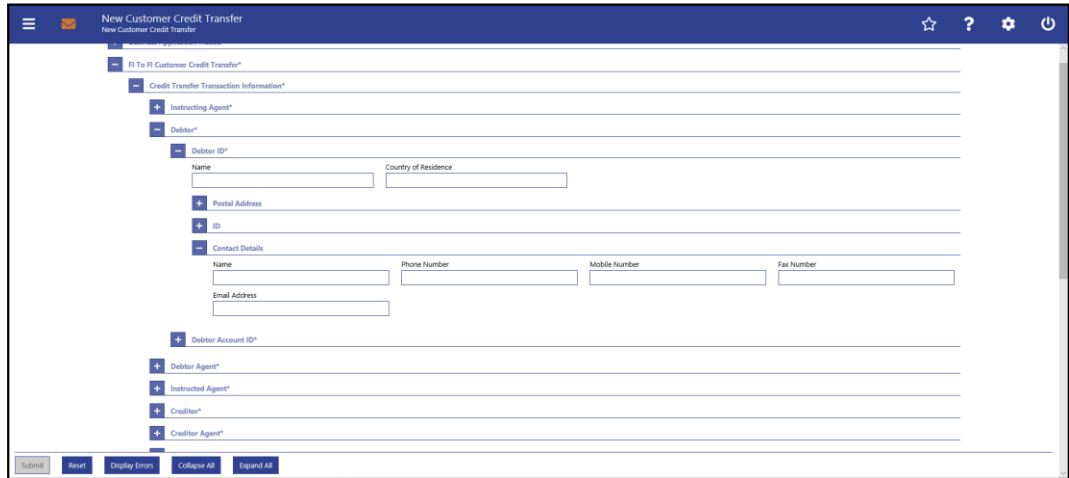 New Customer Credit Transfer
New Customer Credit Transfer
FI To FI Customer Credit Transfer*
Credit Transfer Transaction Information*
Instructing Agent*
Debtor*
Debtor ID*
Name Country of Residence
Postal Address
ID
Contact Details
Name Phone Number Mobile Number Fax Number
Email Address
Debtor Account ID*
Debtor Agent*
Instructed Agent*
Creditor*
Creditor Agent*
Submit Reset Display Errors Collapse All Expand All